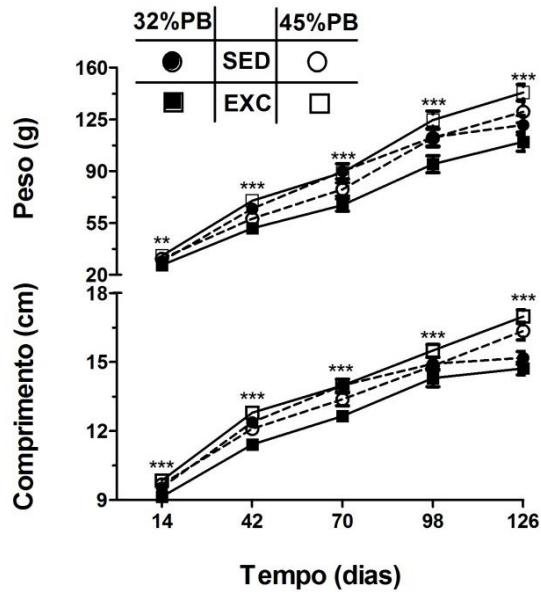 32%PB 45%PB
SED
EXC
Peso (g)
160
125
90
55
20
** *** *** *** ***
Comprimento (cm)
18
15
12
9
*** *** *** *** ***
14 42 70 98 126
Tempo (dias)